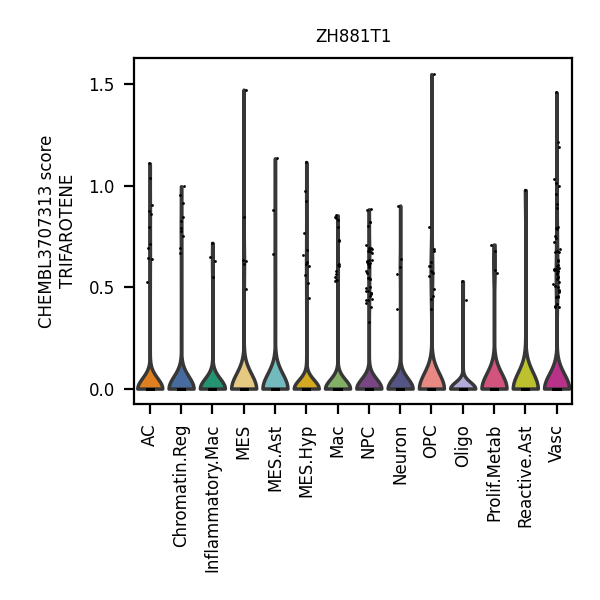 ZH881T1
CHEMBL3707313 score
TRIFAROTENE
1.5
1.0
0.5
0.0
AC
Chromatin.Reg
Inflammatory.Mac
MES
MES.Ast
MES.Hyp
Mac
NPC
Neuron
OPC
Oligo
Prolif.Metab
Reactive.Ast
Vasc